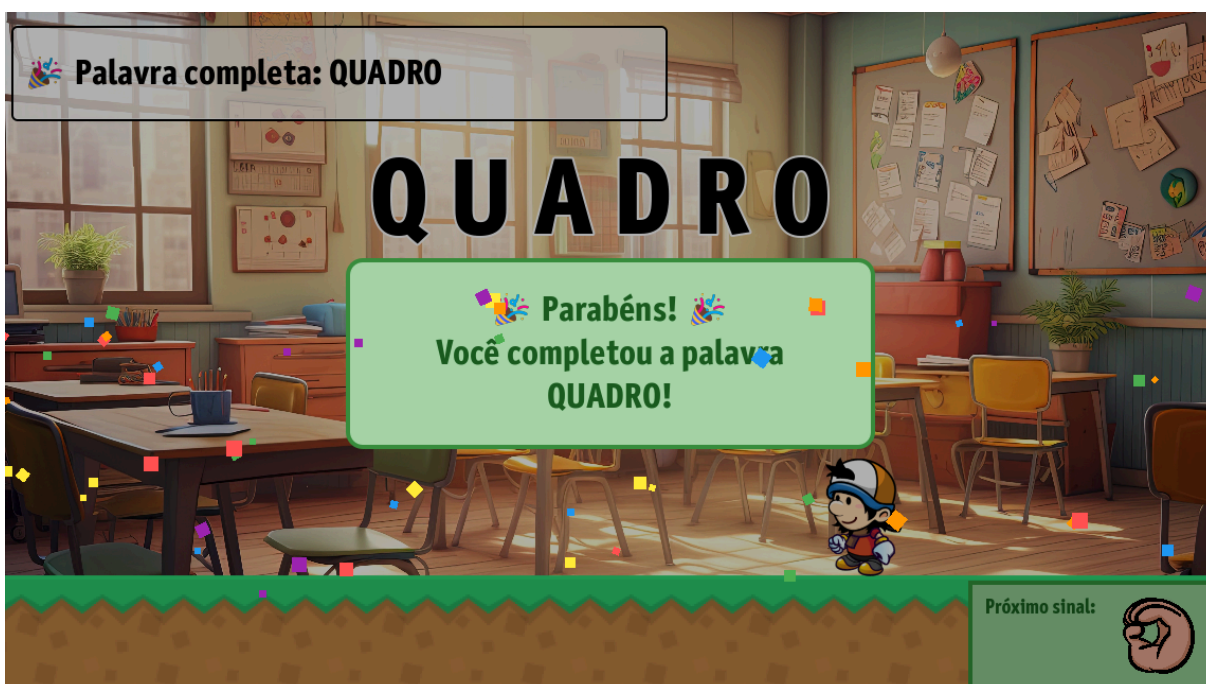 🎉 Palavra completa: QUADRO
QUADRO
🎉 Parabéns! 🎉
Você completou a palavra
QUADRO!
Próximo sinal: